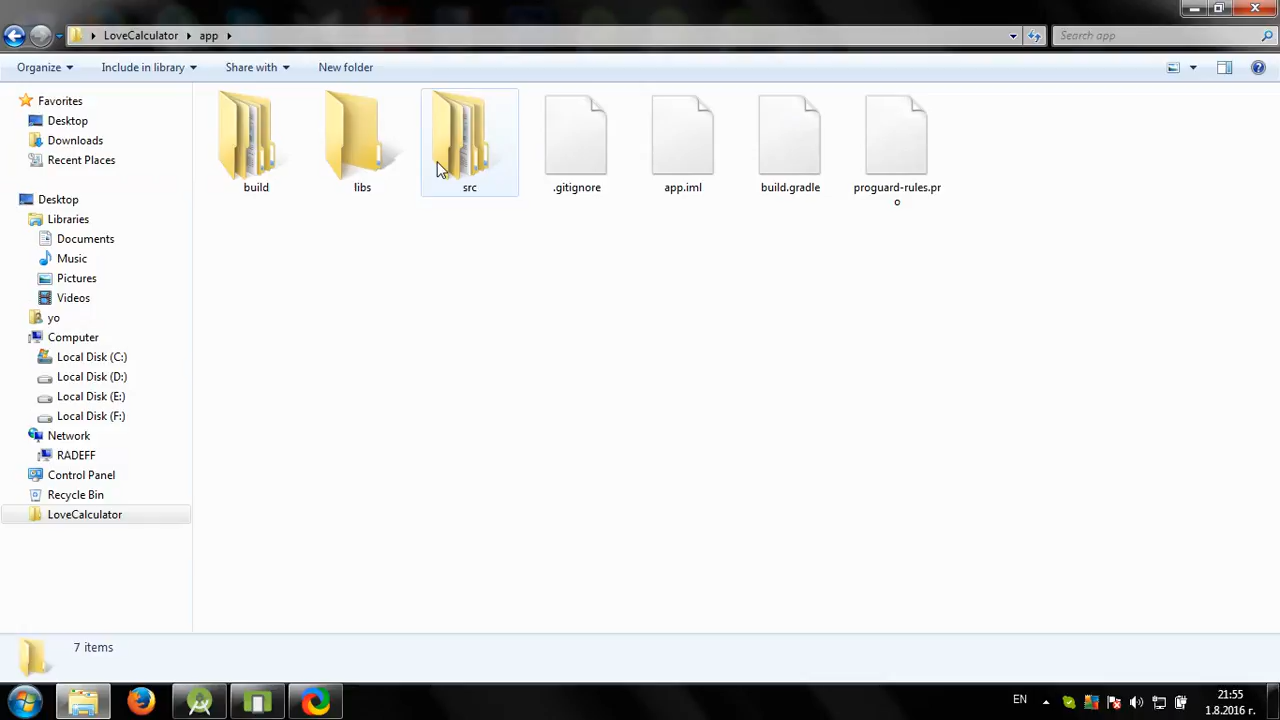 LoveCalculator app
Search app
Organize Include in library Share with New folder
Favorites
Desktop
Downloads
Recent Places
Desktop
Libraries
Documents
Music
Pictures
Videos
yo
Computer
Local Disk (C:)
Local Disk (D:)
Local Disk (E:)
Local Disk (F:)
Network
RADEFF
Control Panel
Recycle Bin
LoveCalculator
build
libs
src
.gitignore
app.iml
build.gradle
proguard-rules.pr
o
7 items
EN
21:55
1.8.2016 г.